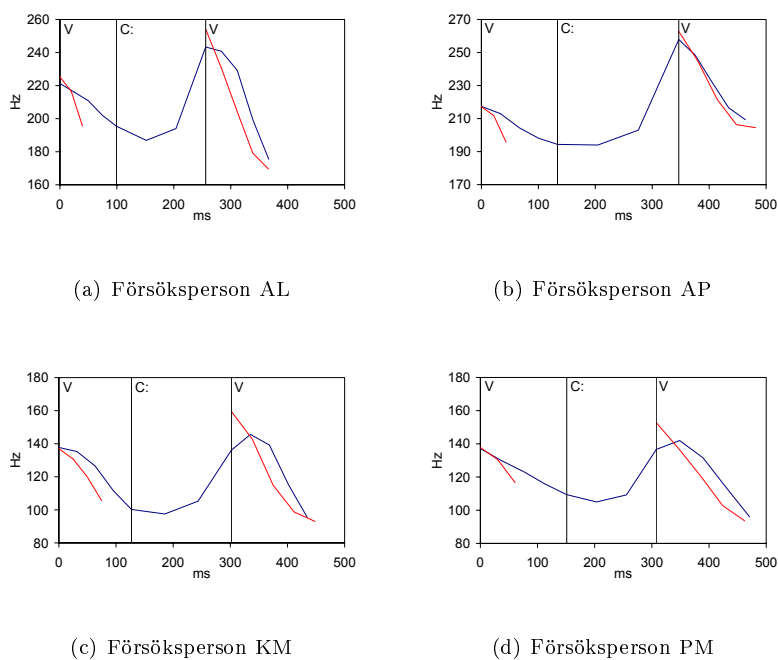 260
240
220
200
180
160
Hz
V C: V
0 100 200 300 400 500
ms
(a) Försöksperson AL
270
250
230
210
190
170
Hz
V C: V
0 100 200 300 400 500
ms
(b) Försöksperson AP
180
160
140
120
100
80
Hz
V C: V
0 100 200 300 400 500
ms
(c) Försöksperson KM
180
160
140
120
100
80
Hz
V C: V
0 100 200 300 400 500
ms
(d) Försöksperson PM